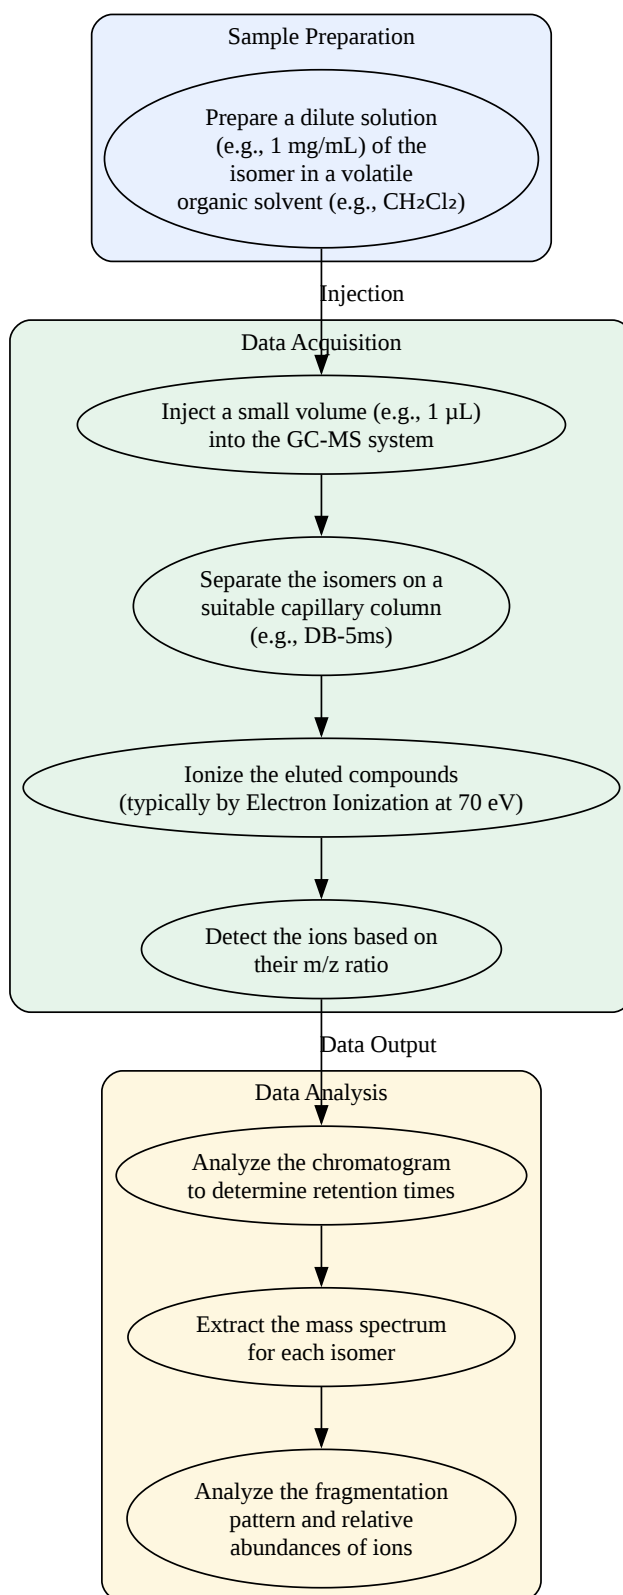 Sample Preparation
Prepare a dilute solution
(e.g., 1 mg/mL) of the
isomer in a volatile
organic solvent (e.g., CH₂Cl₂)
Injection
Data Acquisition
Inject a small volume (e.g., 1 µL)
into the GC-MS system
Separate the isomers on a
suitable capillary column
(e.g., DB-5ms)
Ionize the eluted compounds
(typically by Electron Ionization at 70 eV)
Detect the ions based on
their m/z ratio
Data Output
Data Analysis
Analyze the chromatogram
to determine retention times
Extract the mass spectrum
for each isomer
Analyze the fragmentation
pattern and relative
abundances of ions